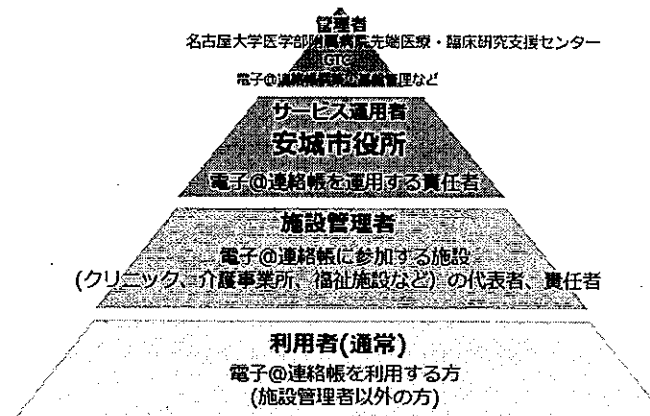 管理者
名古屋大学医学部附属病院先端医療・臨床研究支援センター
GTC
電子@連絡帳 管理など
サービス運用者
安城市役所
電子@連絡帳を運用する責任者
施設管理者
電子@連絡帳に参加する施設
(クリニック、介護事業所、福祉施設など)の代表者、責任者
利用者(通常)
電子@連絡帳を利用する方
(施設管理者以外の方)